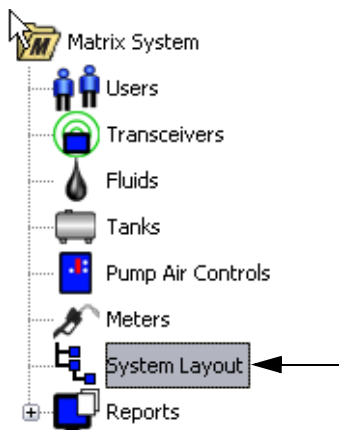 Matrix System
Users
Transceivers
Fluids
Tanks
Pump Air Controls
Meters
System Layout
Reports